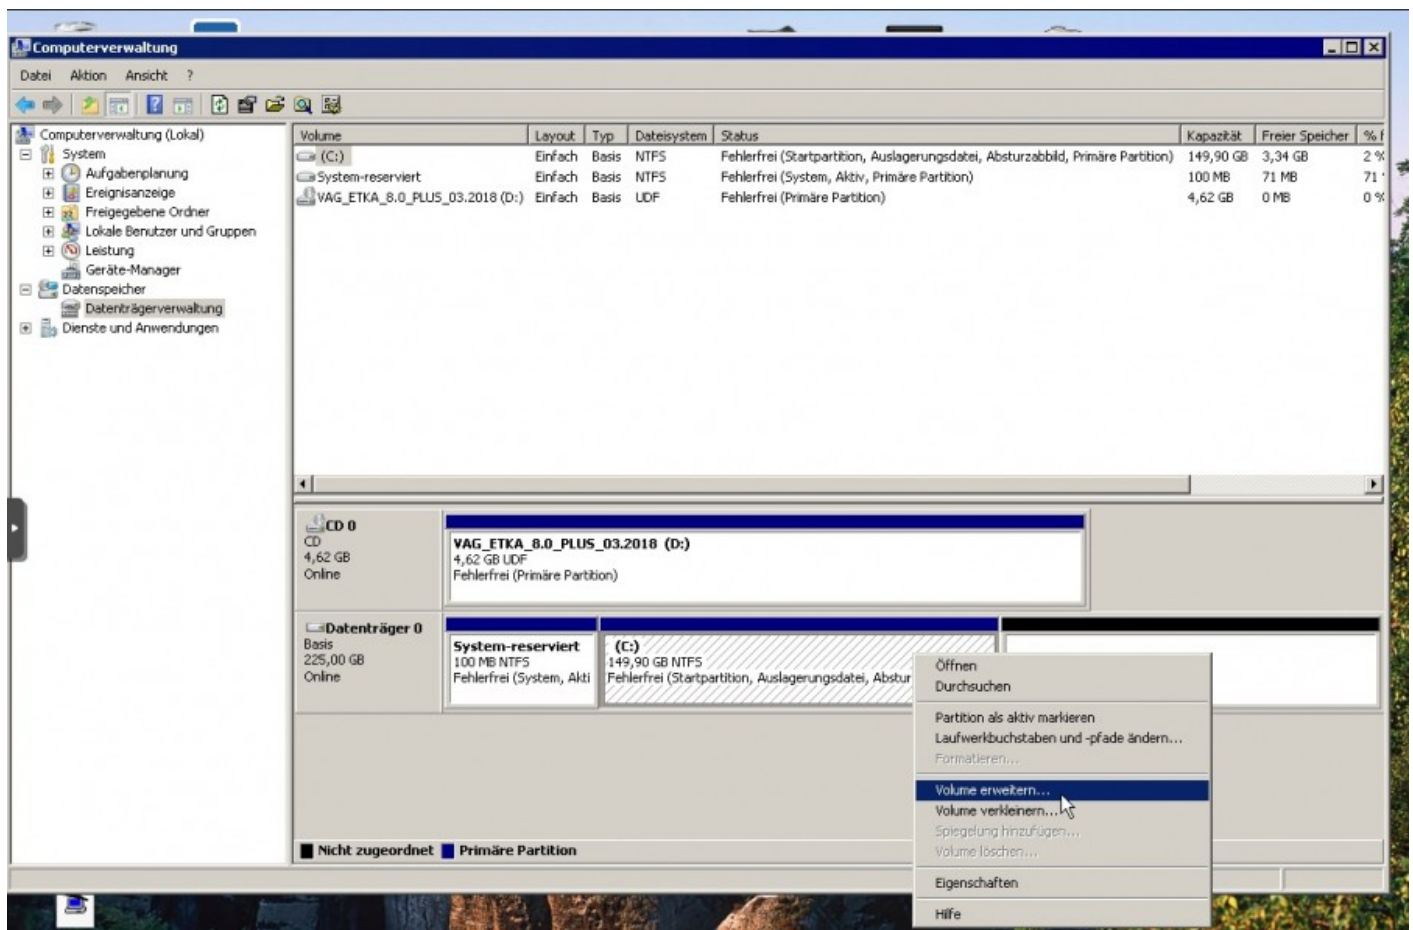 Computerverwaltung
Datei Aktion Ansicht ?
Computerverwaltung (Lokal)
System
Aufgabenplanung
Ereignisanzeige
Freigegebene Ordner
Lokale Benutzer und Gruppen
Leistung
Geräte-Manager
Datenspeicher
Datenträgerverwaltung
Dienste und Anwendungen
Volume Layout Typ Dateisystem Status Kapazität Freier Speicher % f
(C:) Einfach Basis NTFS Fehlerfrei (Startpartition, Auslagerungsdatei, Absturzabbild, Primäre Partition) 149,90 GB 3,34 GB 2 %
System-reserviert Einfach Basis NTFS Fehlerfrei (System, Aktiv, Primäre Partition) 100 MB 71 MB 71
VAG_ETKA_8.0_PLUS_03.2018 (D:) Einfach Basis UDF Fehlerfrei (Primäre Partition) 4,62 GB 0 MB 0 %
CD 0
CD
4,62 GB
Online
VAG_ETKA_8.0_PLUS_03.2018 (D:)
4,62 GB UDF
Fehlerfrei (Primäre Partition)
Datenträger 0
Basis
225,00 GB
Online
System-reserviert
100 MB NTFS
Fehlerfrei (System, Akti
(C:)
149,90 GB NTFS
Fehlerfrei (Startpartition, Auslagerungsdatei, Abstur
Öffnen
Durchsuchen
Partition als aktiv markieren
Laufwerkbuchstaben und -pfade ändern...
Formatieren...
Volume erweitern...
Volume verkleinern...
Spiegelung hinzufügen...
Volume löschen...
Eigenschaften
Hilfe
Nicht zugeordnet Primäre Partition